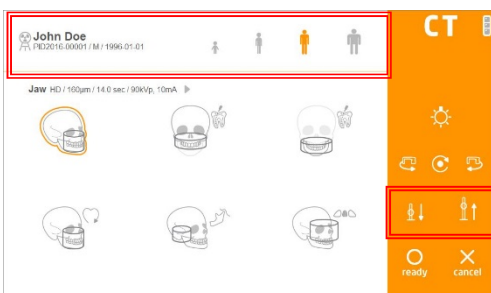 John Doe
CT
PID2016-00001 / M / 1996-01-01
Jaw HD / 160μm / 14.0 sec / 90kVp, 10mA
ready cancel